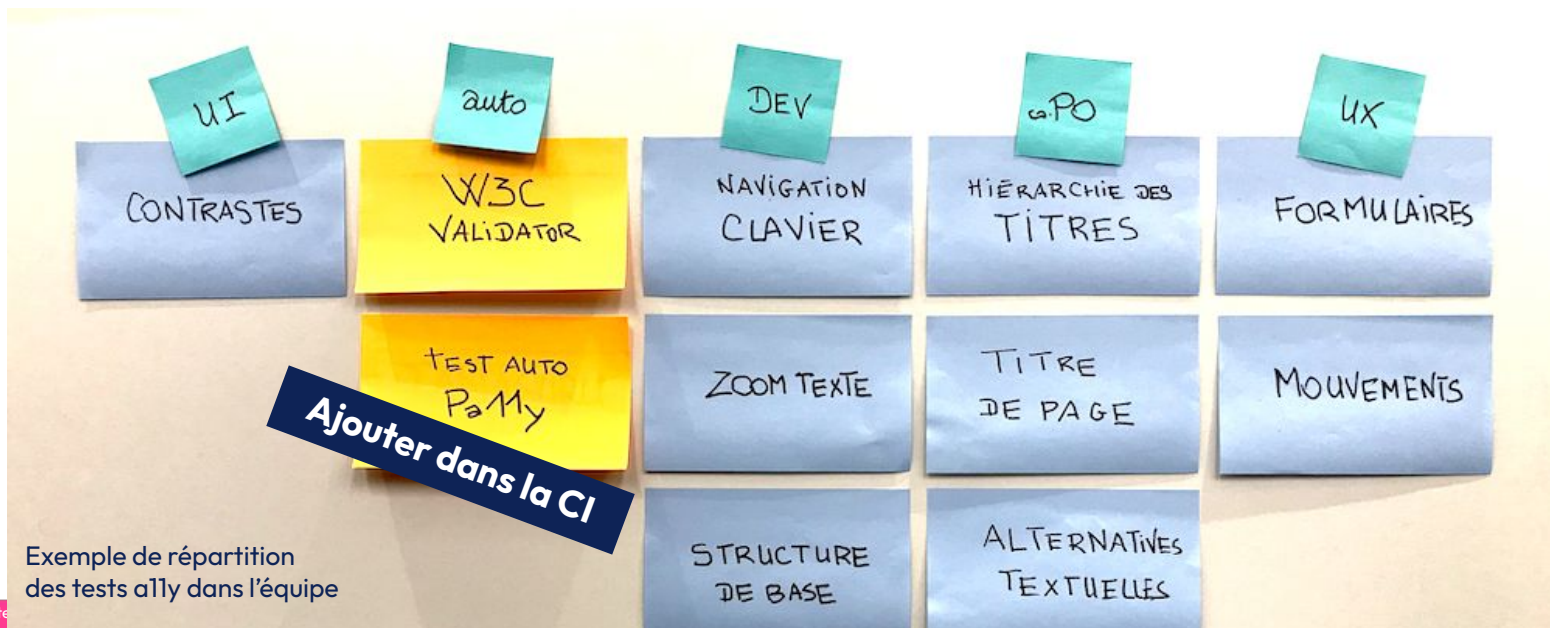 UI
auto
DEV
PO
UX
CONTRASTES
W3C
VALiDATOR
NAViGATiON
CLAViER
HiÉRARCHiE DES
TiTRES
FORMULAiRES
tEST AUTO
Pa11y
ZOOM TEXTE
TiTRE
DE PAGE
MOUVEMENTS
Ajouter dans la CI
STRUCTURE
DE BASE
ALTERNATiVES
TEXTUELLES
Exemple de répartition
des tests a11y dans l'équipe